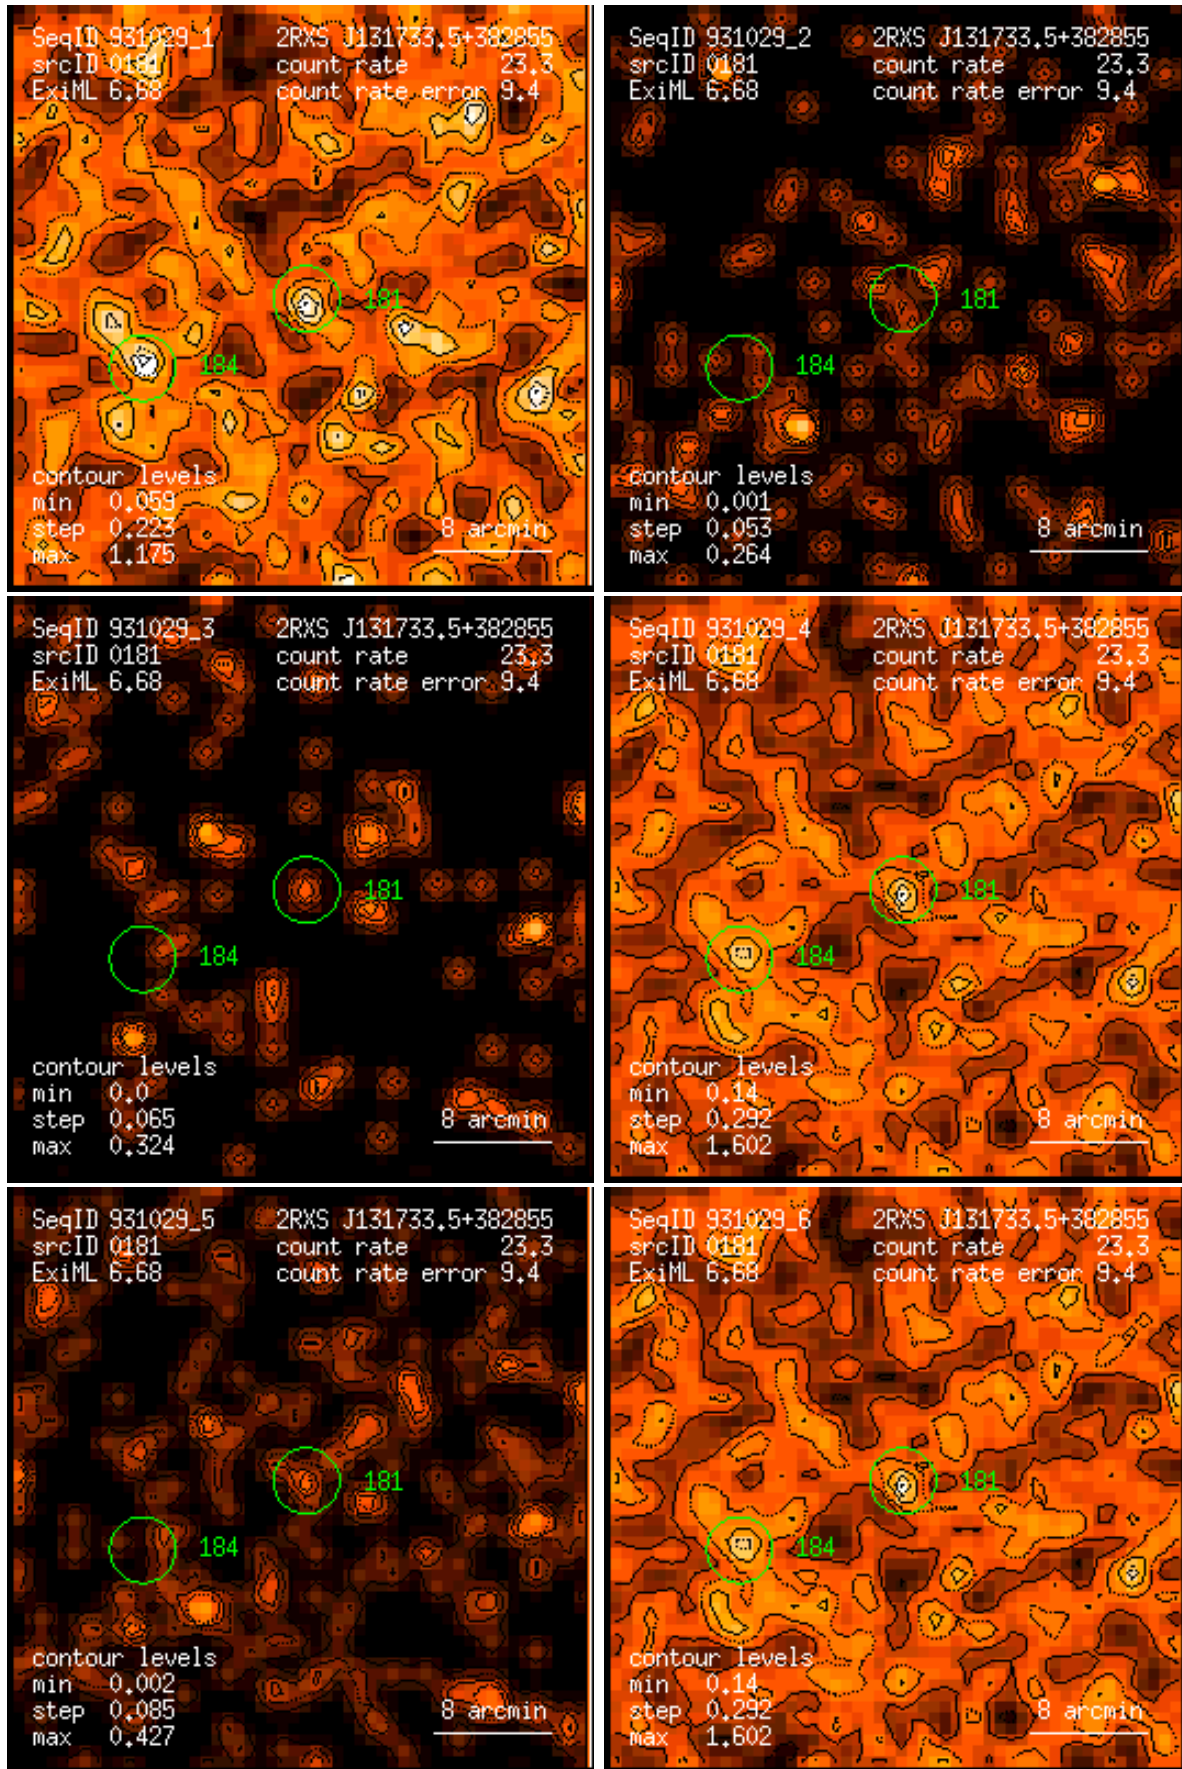 SeqID 931029_1 2RXS J131733.5+382855
srcID 0181 count rate 23.3
ExiML 6.68 count rate error 9.4
181
184
contour levels
min 0.059
step 0.223 8 arcmin
max 1.175
SeqID 931029_2 2RXS J131733.5+382855
srcID 0181 count rate 23.3
ExiML 6.68 count rate error 9.4
181
184
contour levels
min 0.001
step 0.053 8 arcmin
max 0.264
SeqID 931029_3 2RXS J131733.5+382855
srcID 0181 count rate 23.3
ExiML 6.68 count rate error 9.4
181
184
contour levels
min 0.0
step 0.065 8 arcmin
max 0.324
SeqID 931029_4 2RXS J131733.5+382855
srcID 0181 count rate 23.3
ExiML 6.68 count rate error 9.4
181
184
contour levels
min 0.14
step 0.292 8 arcmin
max 1.602
SeqID 931029_5 2RXS J131733.5+382855
srcID 0181 count rate 23.3
ExiML 6.68 count rate error 9.4
181
184
contour levels
min 0.002
step 0.085 8 arcmin
max 0.427
SeqID 931029_6 2RXS J131733.5+382855
srcID 0181 count rate 23.3
ExiML 6.68 count rate error 9.4
181
184
contour levels
min 0.14
step 0.292 8 arcmin
max 1.602